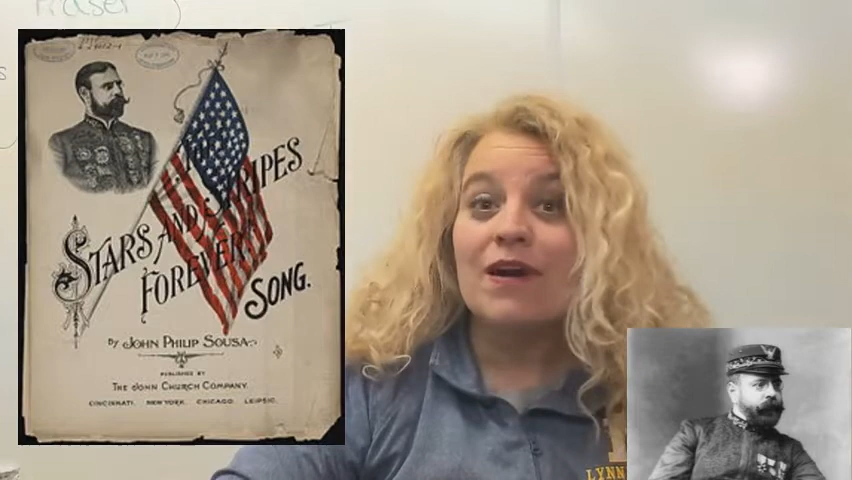 Fraser
STARS AND STRIPES
FOREVER
SONG.
By JOHN PHILIP SOUSA
PUBLISHED BY
THE JOHN CHURCH COMPANY.
CINCINNATI. NEW YORK. CHICAGO. LEIPSIC.
LYNN